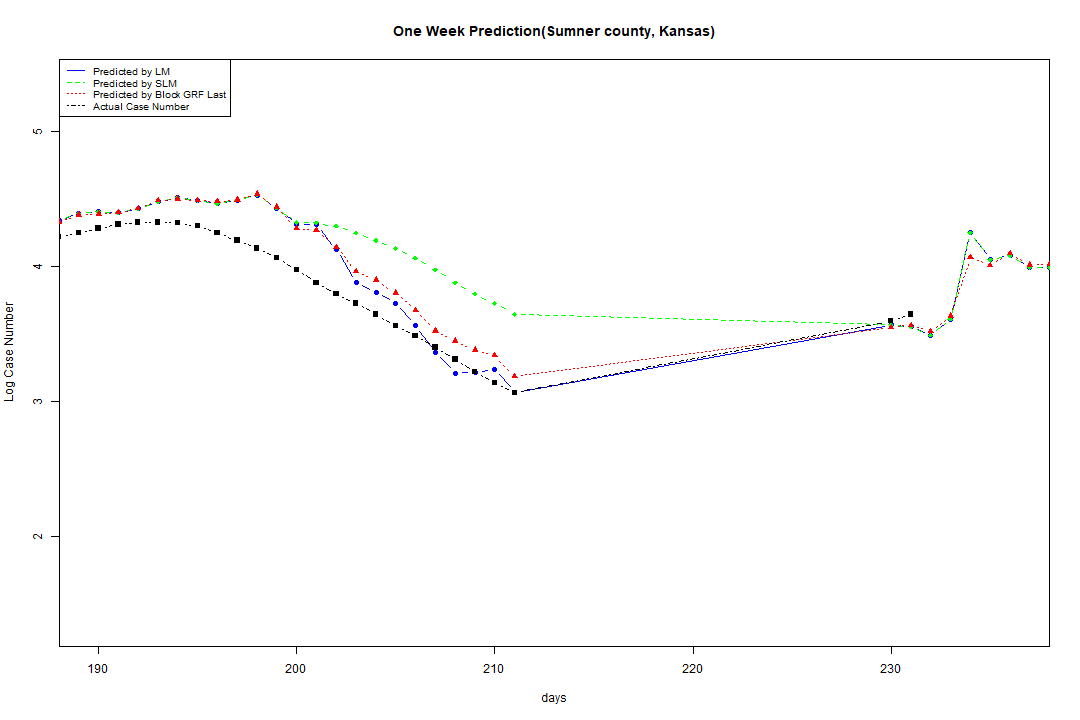 One Week Prediction(Sumner county, Kansas)
Predicted by LM
Predicted by SLM
Predicted by Block GRF Last
Actual Case Number
5
4
3
2
Log Case Number
190 200 210 220 230
days